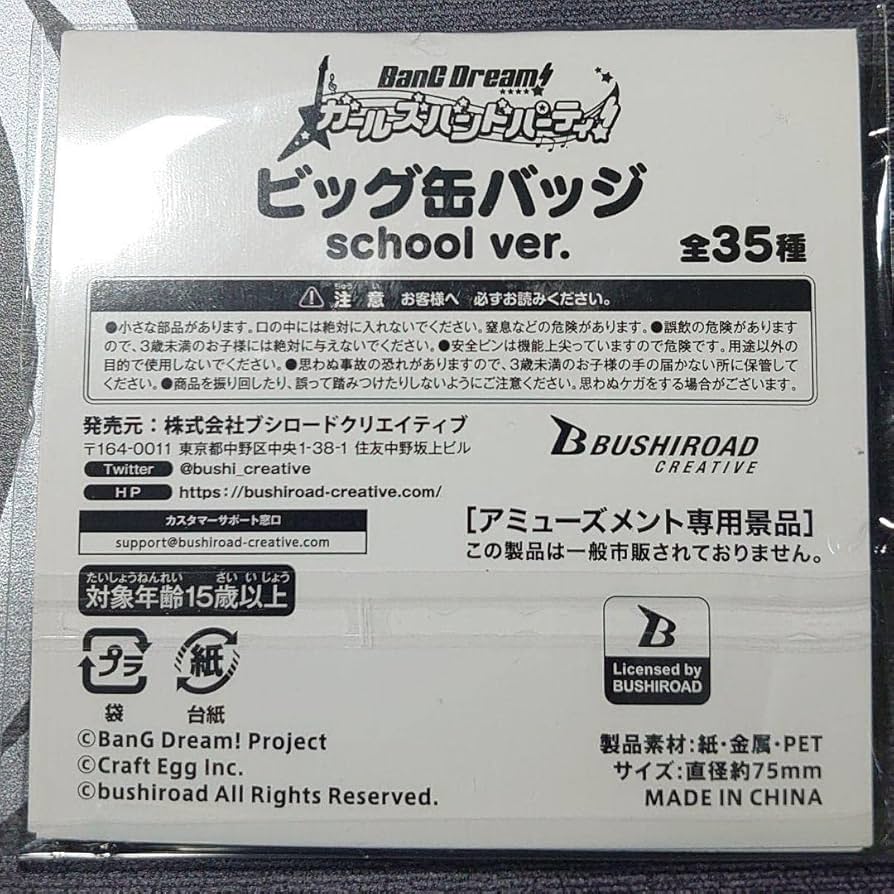 BanG Dream!
ガールズバンドパーティ!
ビッグ缶バッジ
school ver.
全35種
ちゅう い
注 意 お客様へ 必ずお読みください。
●小さな部品があります。口の中には絶対に入れないでください。窒息などの危険があります。●誤飲の危険があります
ので、3歳未満のお子様には絶対に与えないでください。●安全ピンは機能上尖っていますので危険です。用途以外の
目的で使用しないでください。●思わぬ事故の恐れがありますので、3歳未満のお子様の手の届かない所に保管して
ください。●商品を振り回したり、誤って踏みつけたりしないようにご注意ください。思わぬケガをする場合がございます。
発売元：株式会社ブシロードクリエイティブ
〒164-0011 東京都中野区中央1-38-1 住友中野坂上ビル
Twitter @bushi_creative
HP https://bushiroad-creative.com/
BUSHIROAD
CREATIVE
カスタマーサポート窓口
support@bushiroad-creative.com
[アミューズメント専用景品]
この製品は一般市販されておりません。
たいしょうねんれい さい い じょう
対象年齢15歳以上
プラ
袋
紙
台紙
Licensed by
BUSHIROAD
©BanG Dream! Project
©Craft Egg Inc.
©bushiroad All Rights Reserved.
製品素材:紙・金属・PET
サイズ:直径約75mm
MADE IN CHINA